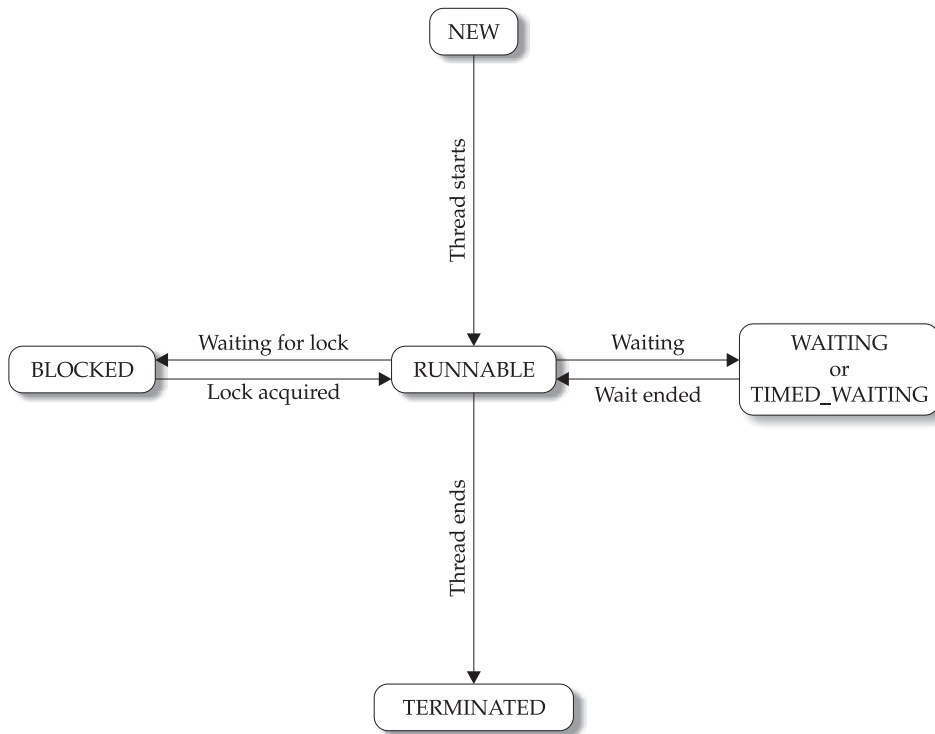 NEW
Thread starts
Waiting for lock
Waiting
BLOCKED
RUNNABLE
WAITING
or
TIMED_WAITING
Lock acquired
Wait ended
Thread ends
TERMINATED